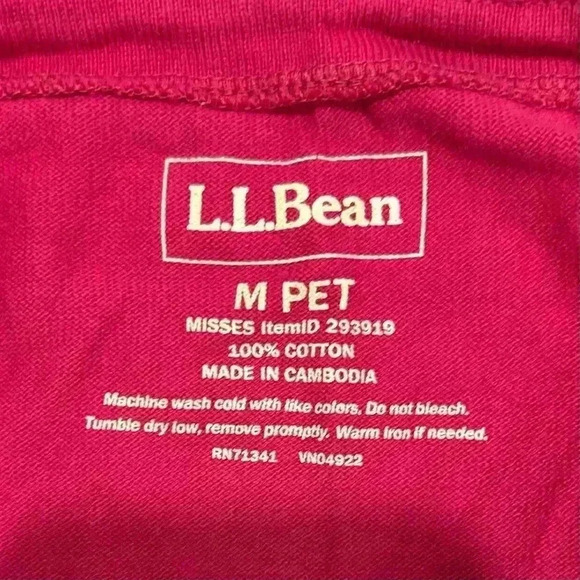 L.L.Bean
M PET
MISSES ItemID 293919
100% COTTON
MADE IN CAMBODIA
Machine wash cold with like colors. Do not bleach.
Tumble dry low, remove promptly. Warm iron if needed.
RN71341 VN04922